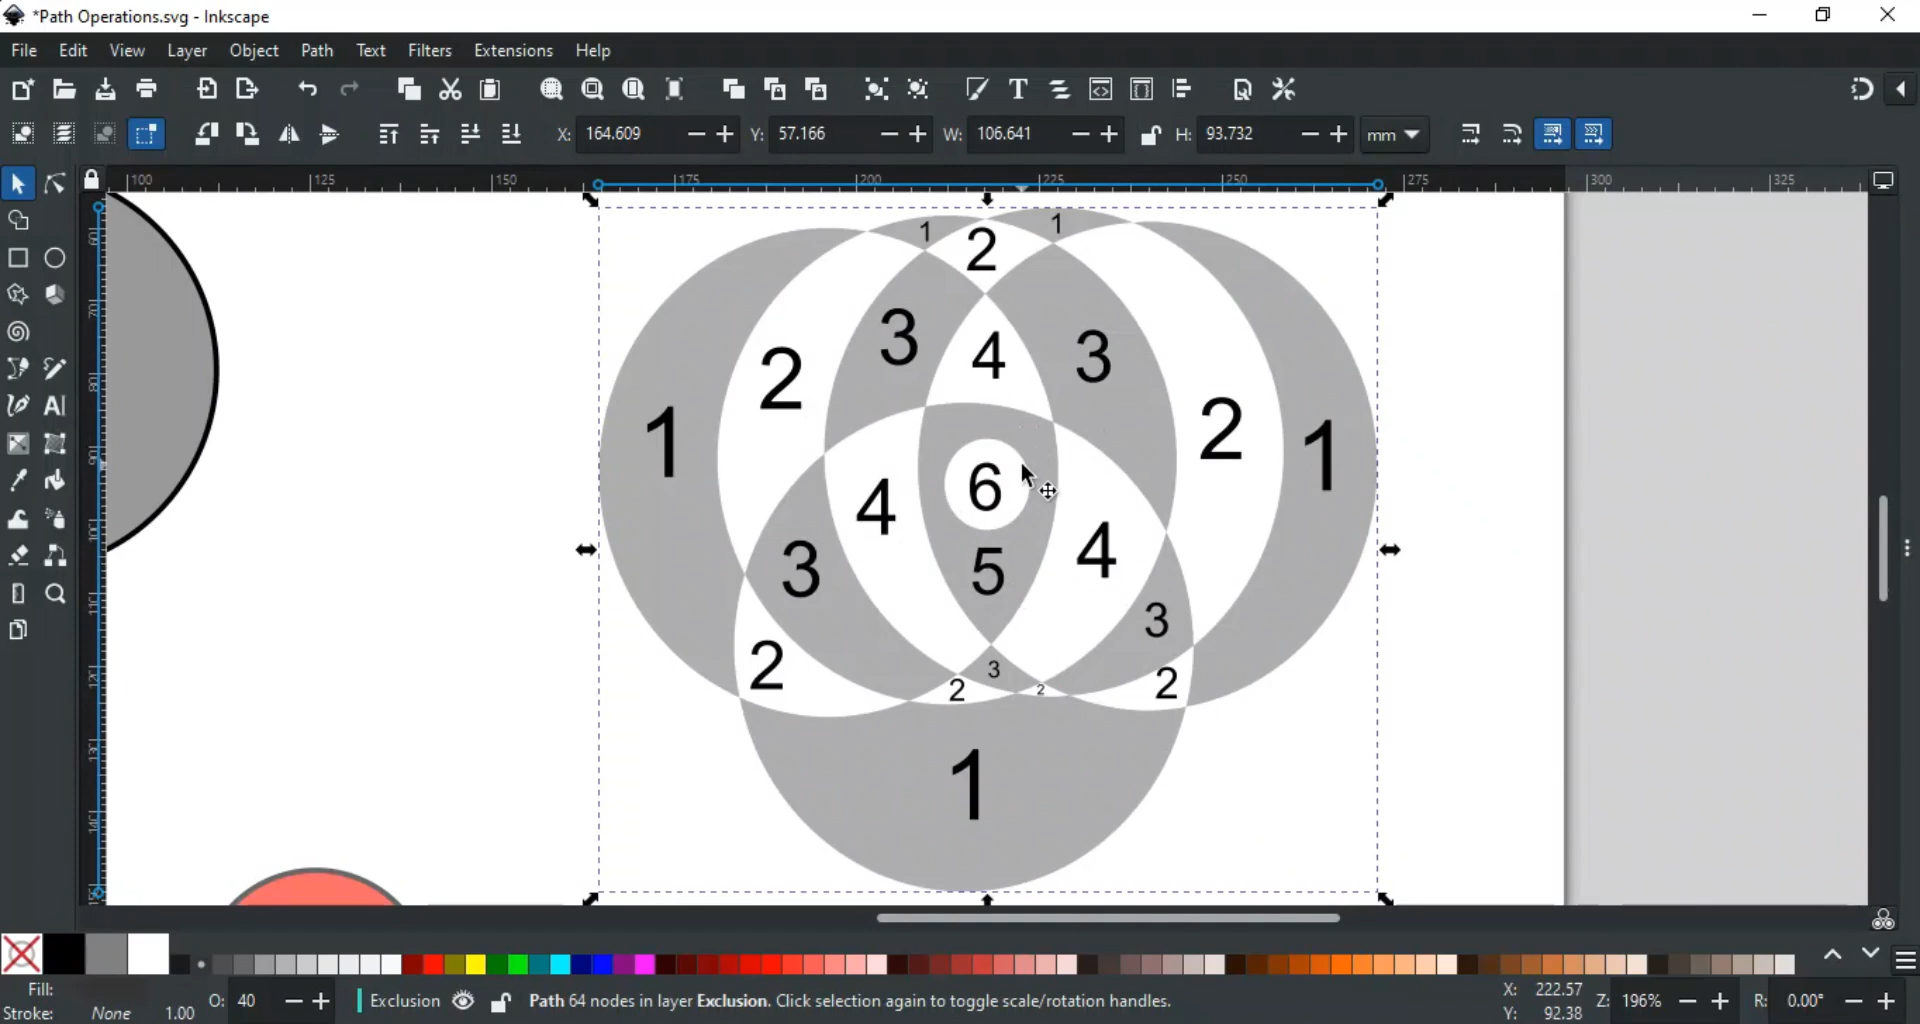 *Path Operations.svg - Inkscape
File Edit View Layer Object Path Text Filters Extensions Help
X: 164.609 Y: 57.166 W: 106.641 H: 93.732 mm
100 125 150 175 200 225 250 275 300 325
1 1
2
3 4 3
2 2
1 1
6
4 4
3 5
3
2 3 2
2 2
1
Fill: O: 40 Exclusion Path 64 nodes in layer Exclusion. Click selection again to toggle scale/rotation handles. X: 222.57 Z: 196% R: 0.00°
Stroke: None 1.00 Y: 92.38